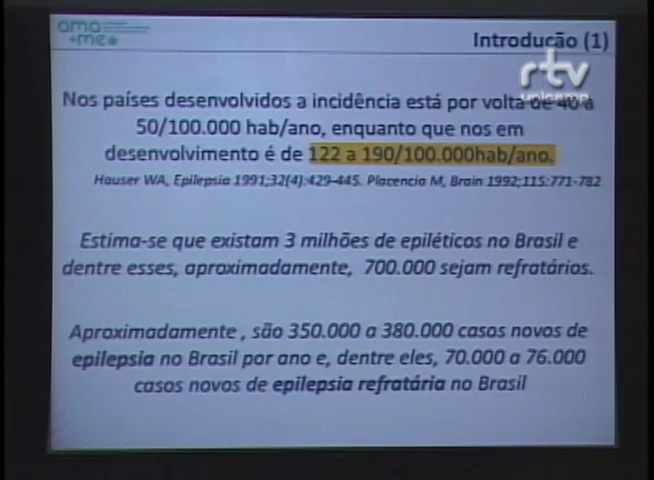 ama
+me
Introdução (1)
rtv
unicamp
Nos países desenvolvidos a incidência está por volta de 40 a
50/100.000 hab/ano, enquanto que nos em
desenvolvimento é de 122 a 190/100.000hab/ano.
Hauser WA, Epilepsia 1991;32(4):429-445. Placencia M, Brain 1992;115:771-782
Estima-se que existam 3 milhões de epiléticos no Brasil e
dentre esses, aproximadamente, 700.000 sejam refratários.
Aproximadamente , são 350.000 a 380.000 casos novos de
epilepsia no Brasil por ano e, dentre eles, 70.000 a 76.000
casos novos de epilepsia refratária no Brasil